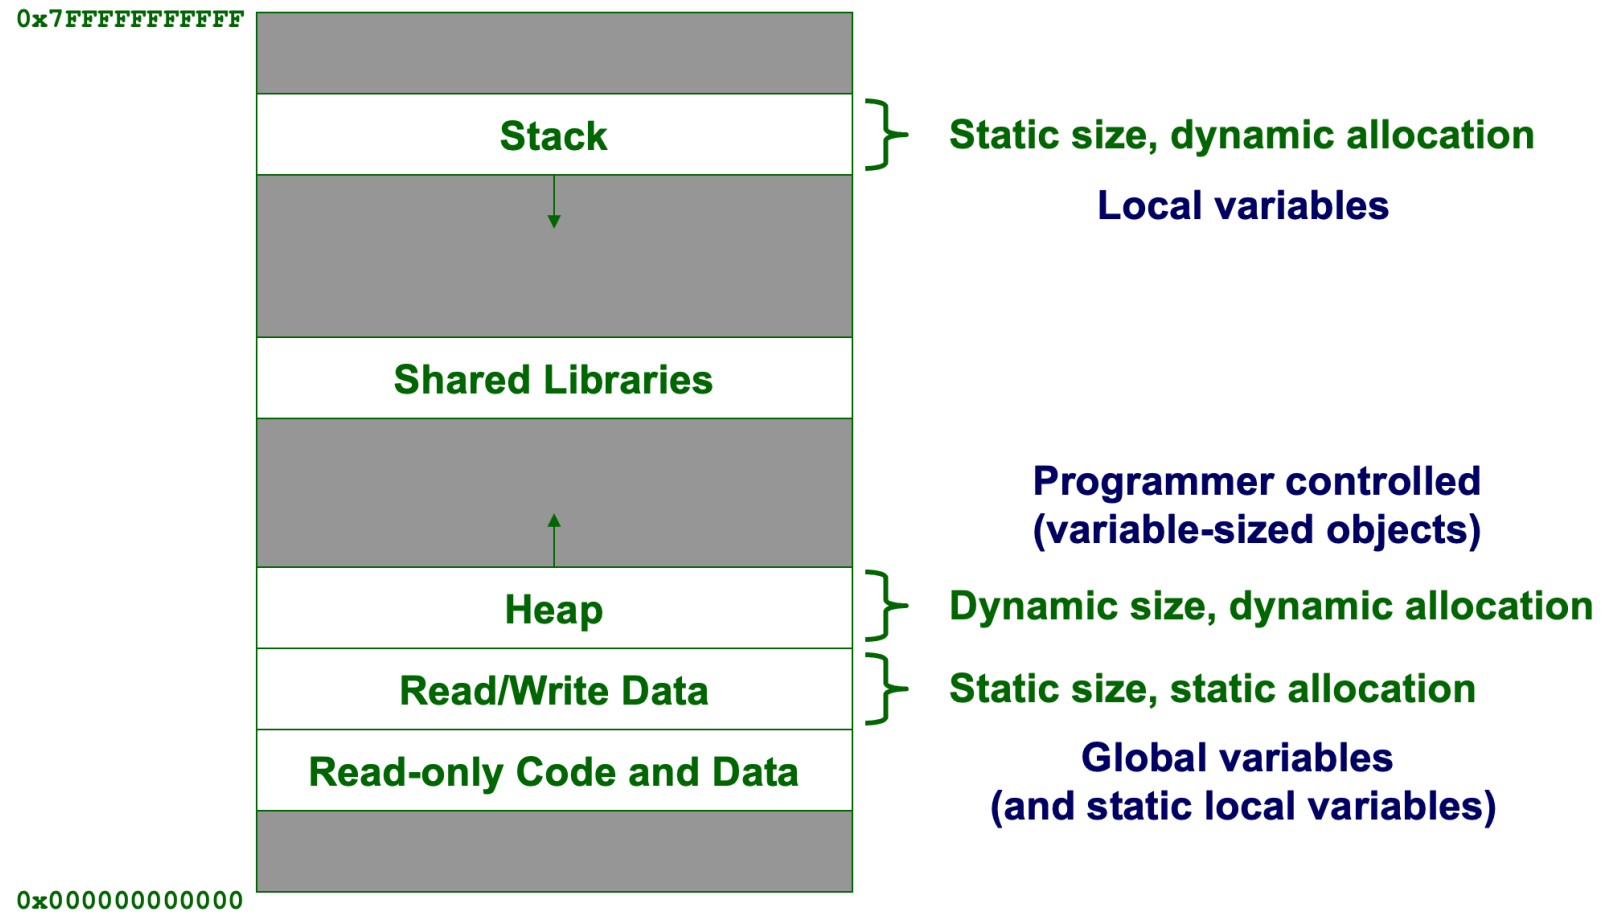 0x7FFFFFFFFFFF
Stack
Static size, dynamic allocation
Local variables
Shared Libraries
Programmer controlled
(variable-sized objects)
Heap
Dynamic size, dynamic allocation
Read/Write Data
Static size, static allocation
Read-only Code and Data
Global variables
(and static local variables)
0x000000000000